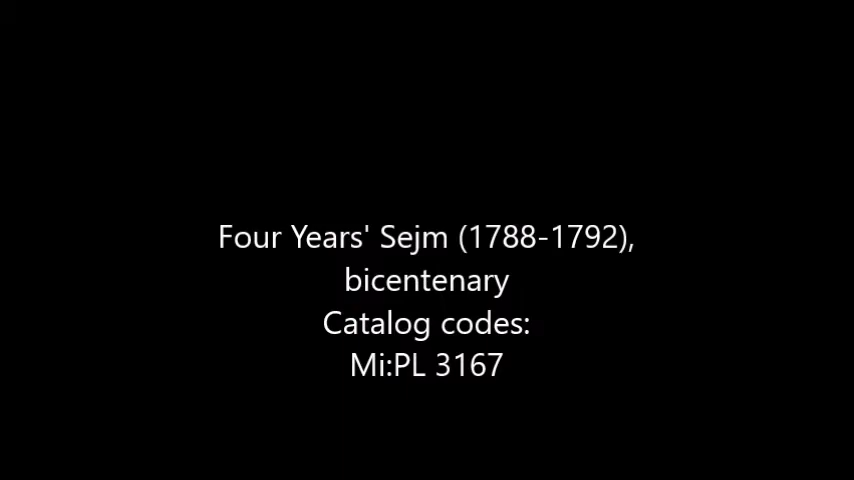 Four Years' Sejm (1788-1792),
bicentenary
Catalog codes:
Mi:PL 3167